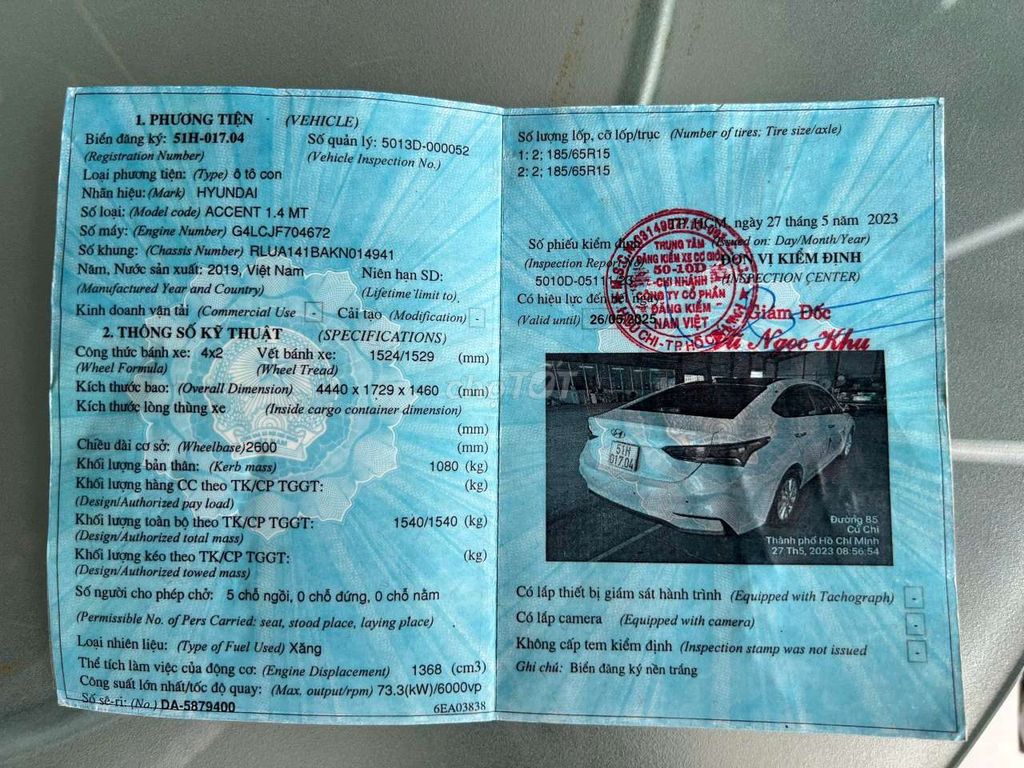 1. PHƯƠNG TIỆN (VEHICLE)
Biển đăng ký: 51H-017.04 Số quản lý: 5013D-000052
(Registration Number) (Vehicle Inspection No.)
Loại phương tiện: (Type) ô tô con
Nhãn hiệu: (Mark) HYUNDAI
Số loại: (Model code) ACCENT 1.4 MT
Số máy: (Engine Number) G4LCJF704672
Số khung: (Chassis Number) RLUA141BAKN014941
Năm, Nước sản xuất: 2019, Việt Nam Niên hạn SD:
(Manufactured Year and Country) (Lifetime limit to)
Kinh doanh vận tải (Commercial Use - Cải tạo (Modification) -
2. THÔNG SỐ KỸ THUẬT (SPECIFICATIONS)
Công thức bánh xe: 4x2 Vết bánh xe: 1524/1529 (mm)
(Wheel Formula) (Wheel Tread)
Kích thước bao: (Overall Dimension) 4440 x 1729 x 1460 (mm)
Kích thước lòng thùng xe (Inside cargo container dimension)
(mm)
Chiều dài cơ sở: (Wheelbase) 2600 (mm)
Khối lượng bản thân: (Kerb mass) 1080 (kg)
Khối lượng hàng CC theo TK/CP TGGT: (kg)
(Design/Authorized pay load)
Khối lượng toàn bộ theo TK/CP TGGT: 1540/1540 (kg)
(Design/Authorized total mass)
Khối lượng kéo theo TK/CP TGGT: (kg)
(Design/Authorized towed mass)
Số người cho phép chở: 5 chỗ ngồi, 0 chỗ đứng, 0 chỗ nằm
(Permissible No. of Pers Carried: seat, stood place, laying place)
Loại nhiên liệu: (Type of Fuel Used) Xăng
Thể tích làm việc của động cơ: (Engine Displacement) 1368 (cm3)
Công suất lớn nhất/tốc độ quay: (Max. output/rpm) 73.3(kW)/6000vp
Số sê-ri: (No.) DA-5879400 6EA03838
Số lượng lốp, cỡ lốp/trục (Number of tires: Tire size/axle)
1: 2; 185/65R15
2: 2; 185/65R15
TP. HCM, ngày 27 tháng 5 năm 2023
Số phiếu kiểm định (Issued on: Day/Month/Year)
(Inspection Report No) ĐƠN VỊ KIỂM ĐỊNH
5010D-0511 (INSPECTION CENTER)
Có hiệu lực đến hết ngày
(Valid until) 26/05/2025
TRUNG TÂM
ĐĂNG KIỂM XE CƠ GIỚI
50-10D
CHI NHÁNH
CÔNG TY CỔ PHẦN
ĐĂNG KIỂM
NAM VIỆT
Giám Đốc
Vũ Ngọc Khu
51H
017.04
Đường 85
Củ Chi
Thành phố Hồ Chí Minh
27 Th5, 2023 08:56:54
Có lắp thiết bị giám sát hành trình (Equipped with Tachograph) -
Có lắp camera (Equipped with camera) -
Không cấp tem kiểm định (Inspection stamp was not issued -
Ghi chú: Biển đăng ký nền trắng